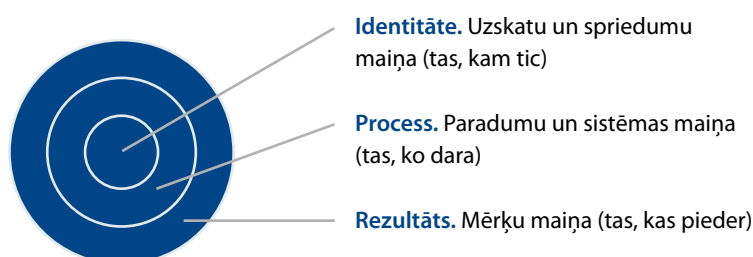 Identitāte. Uzskatu un spriedumu
maiņa (tas, kam tic)
Process. Paradumu un sistēmas maiņa
(tas, ko dara)
Rezultāts. Mērķu maiņa (tas, kas pieder)